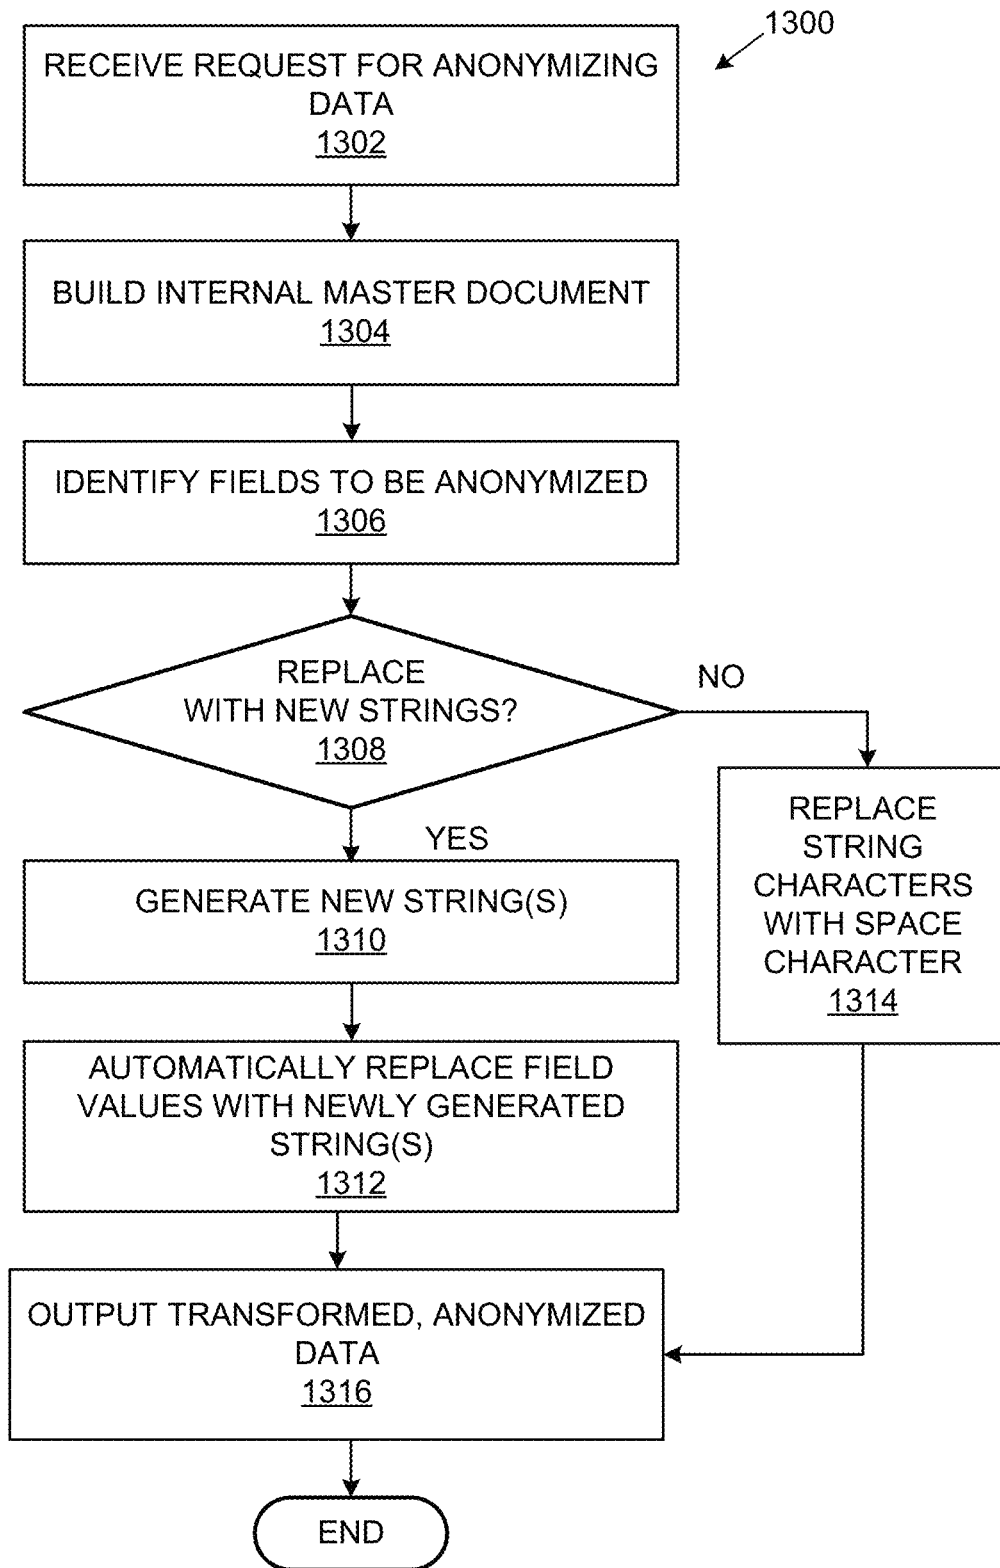 1300
RECEIVE REQUEST FOR ANONYMIZING
DATA
1302
BUILD INTERNAL MASTER DOCUMENT
1304
IDENTIFY FIELDS TO BE ANONYMIZED
1306
REPLACE
WITH NEW STRINGS?
1308
NO
YES
GENERATE NEW STRING(S)
1310
AUTOMATICALLY REPLACE FIELD
VALUES WITH NEWLY GENERATED
STRING(S)
1312
REPLACE
STRING
CHARACTERS
WITH SPACE
CHARACTER
1314
OUTPUT TRANSFORMED, ANONYMIZED
DATA
1316
END